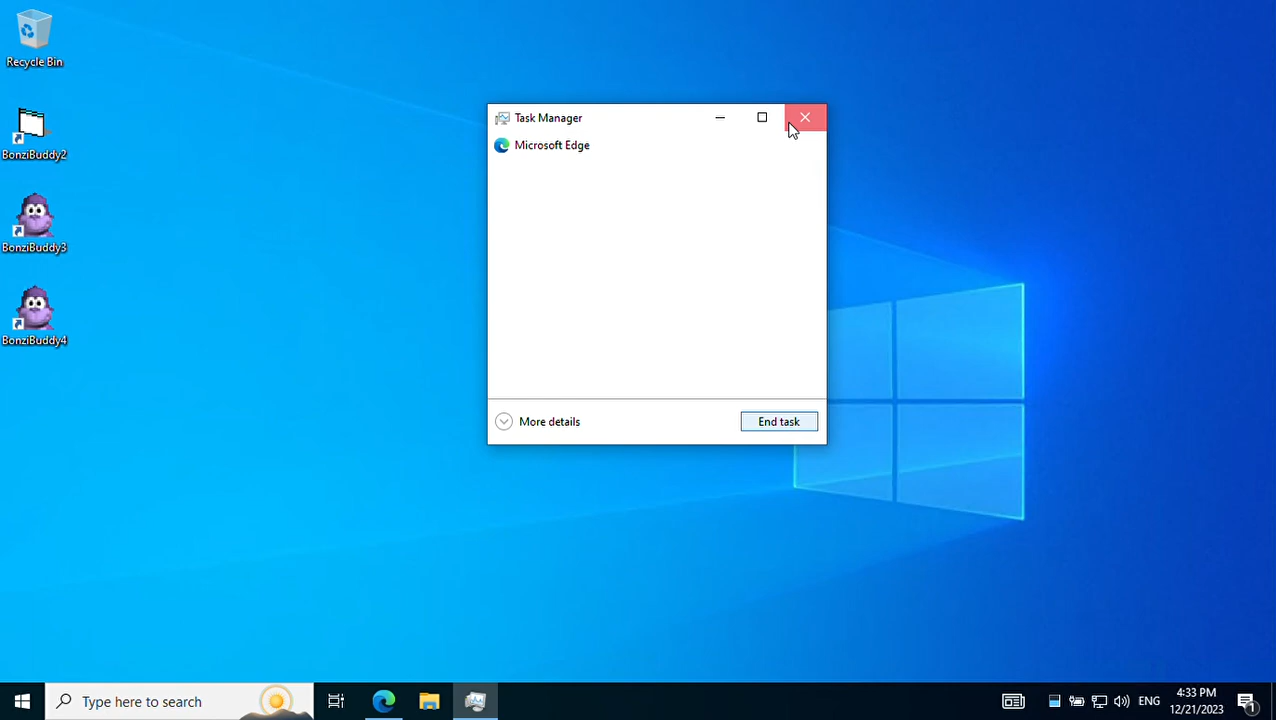 Recycle Bin
BonziBuddy2
BonziBuddy3
BonziBuddy4
Task Manager
Microsoft Edge
More details
End task
Type here to search
ENG
4:33 PM
12/21/2023
1